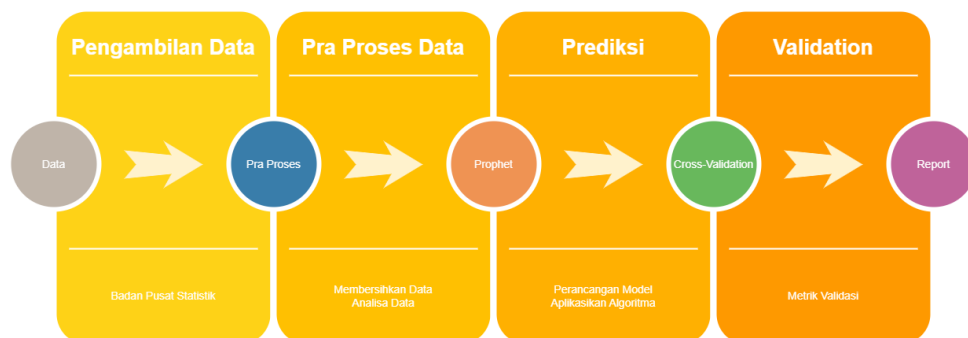 Pengambilan Data
Pra Proses Data
Prediksi
Validation
Data
Pra Proses
Prophet
Cross-Validation
Report
Badan Pusat Statistik
Membersihkan Data
Analisa Data
Perancangan Model
Aplikasikan Algoritma
Metrik Validasi